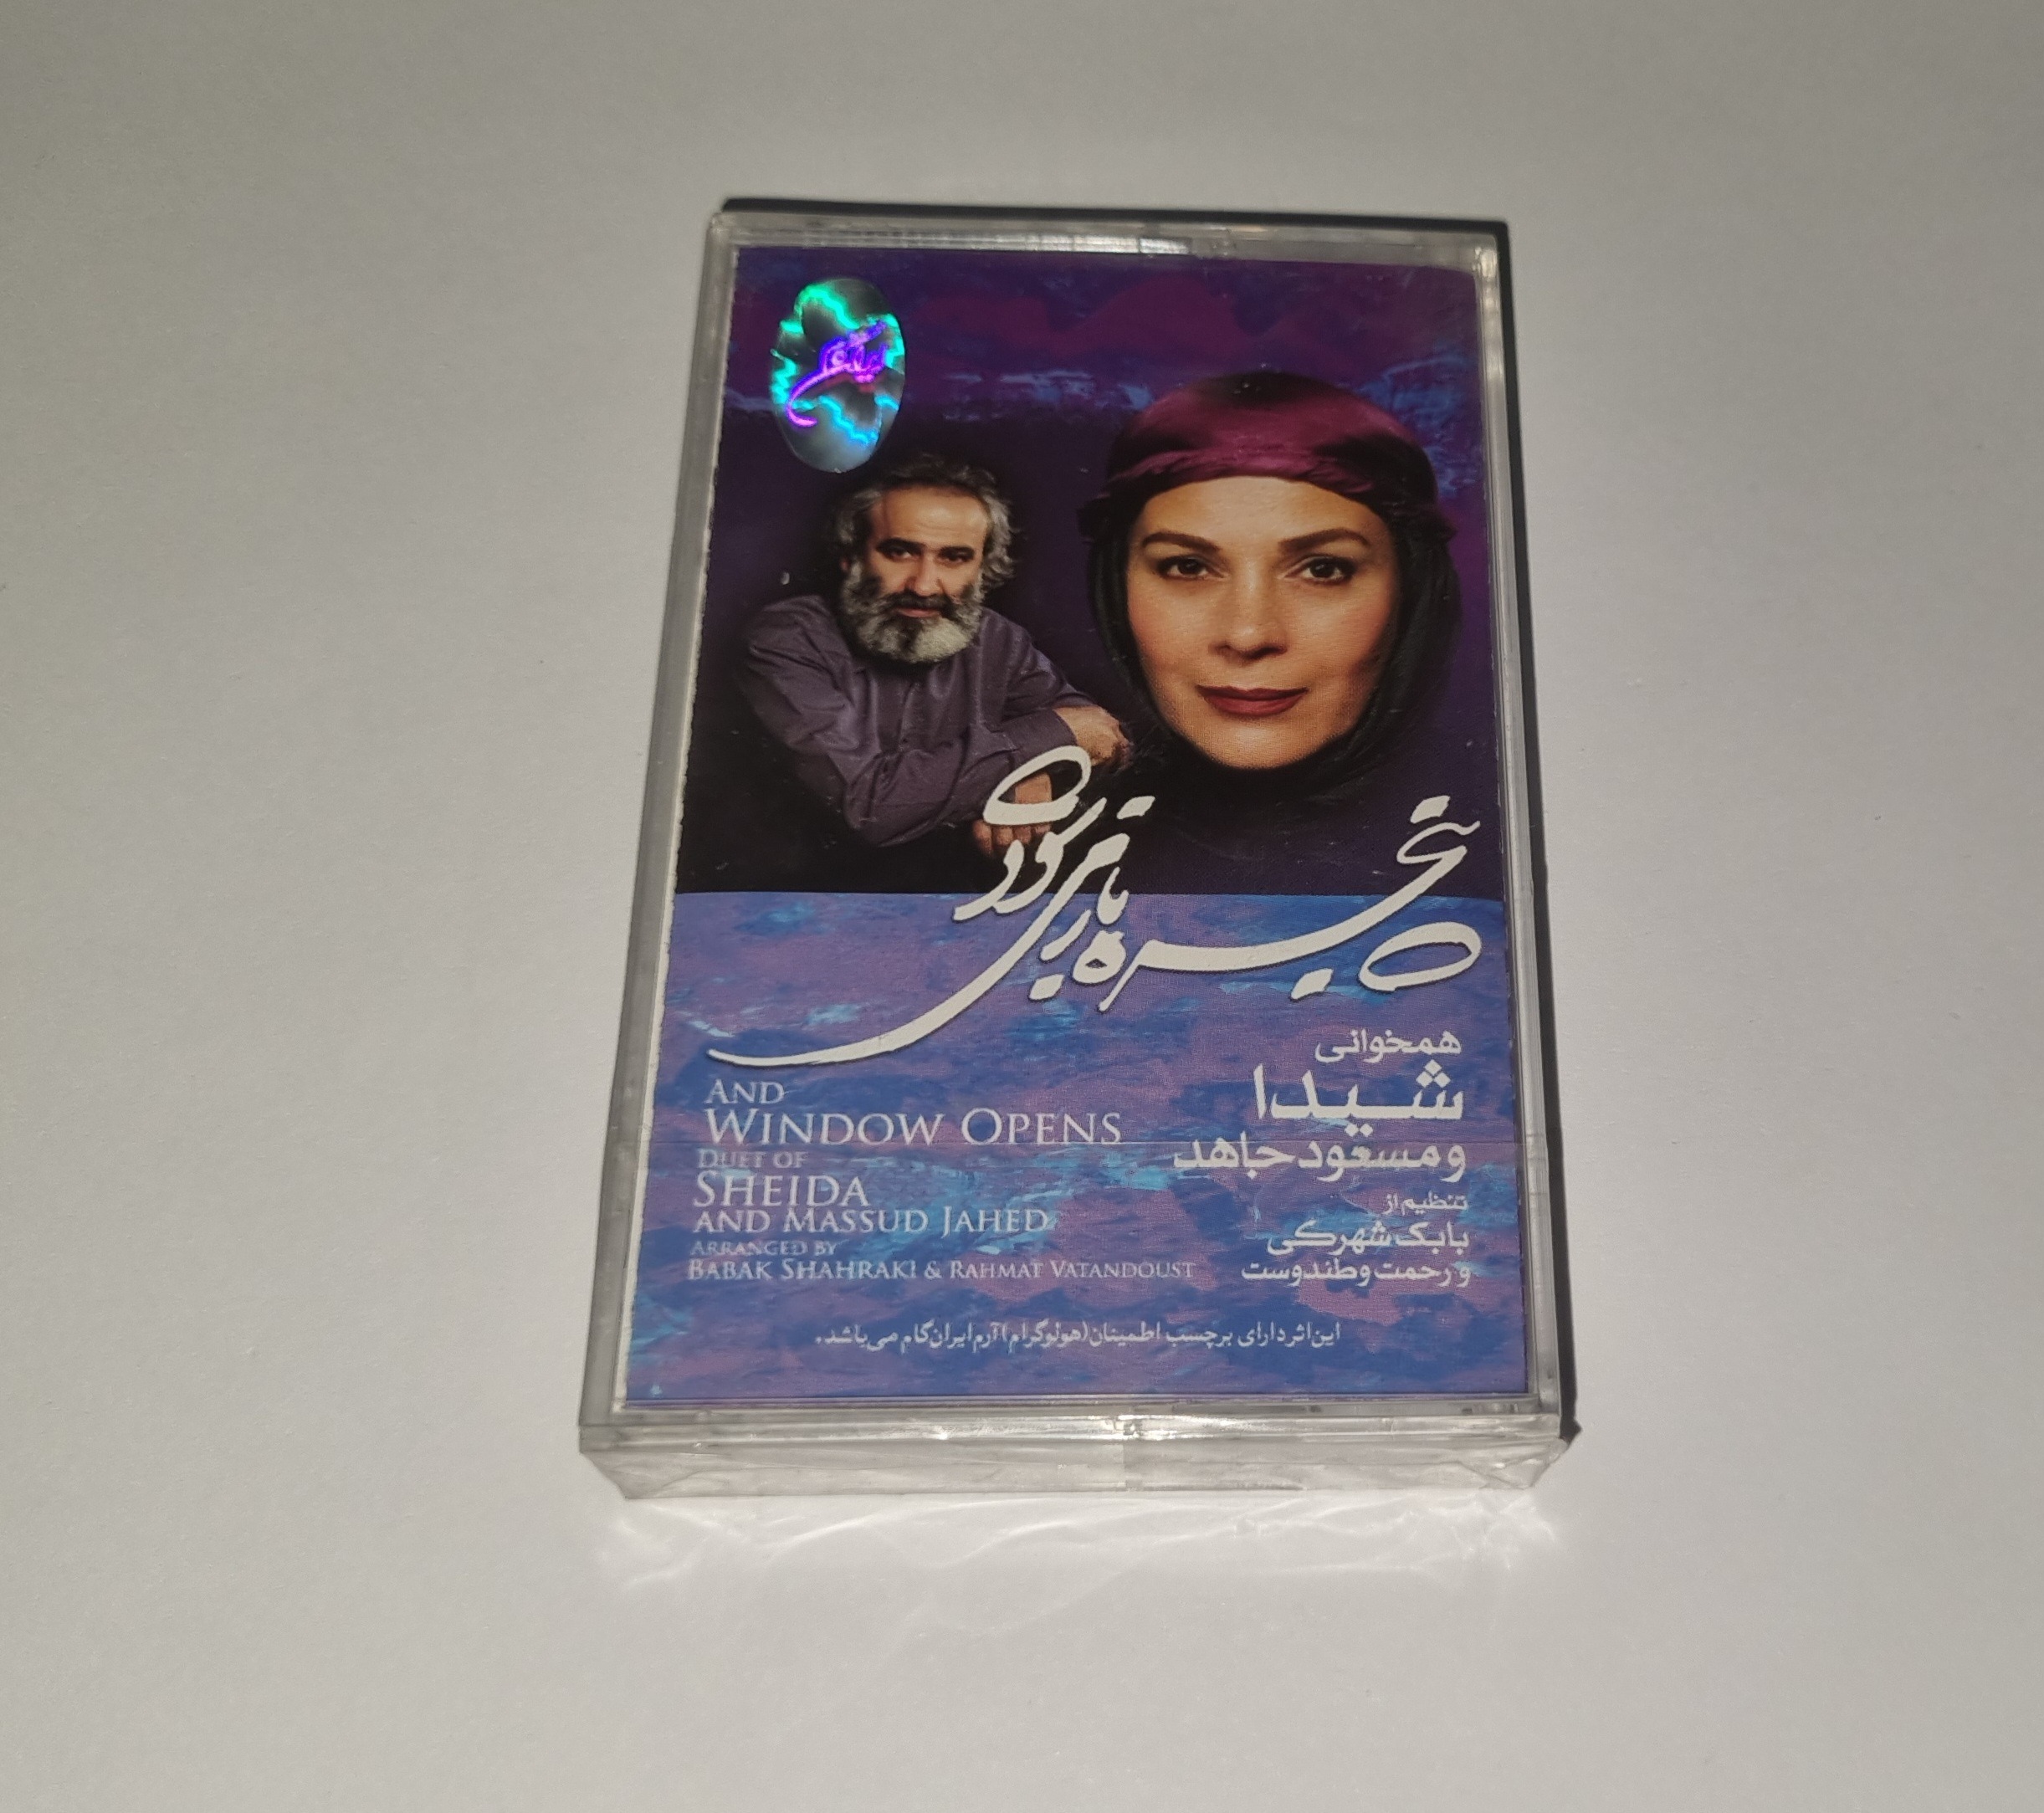 ایرانگام
پنجره باز می‌شود
همخوانی
شیدا
و مسعود جاهد
تنظیم از
بابک شهرکی
و رحمت وطندوست
AND
WINDOW OPENS
DUET OF
SHEIDA
AND MASSUD JAHED
ARRANGED BY
BABAK SHAHRAKI & RAHMAT VATANDOUST
این اثر دارای برچسب اطمینان (هولوگرام) آرم ایران‌گام می‌باشد.